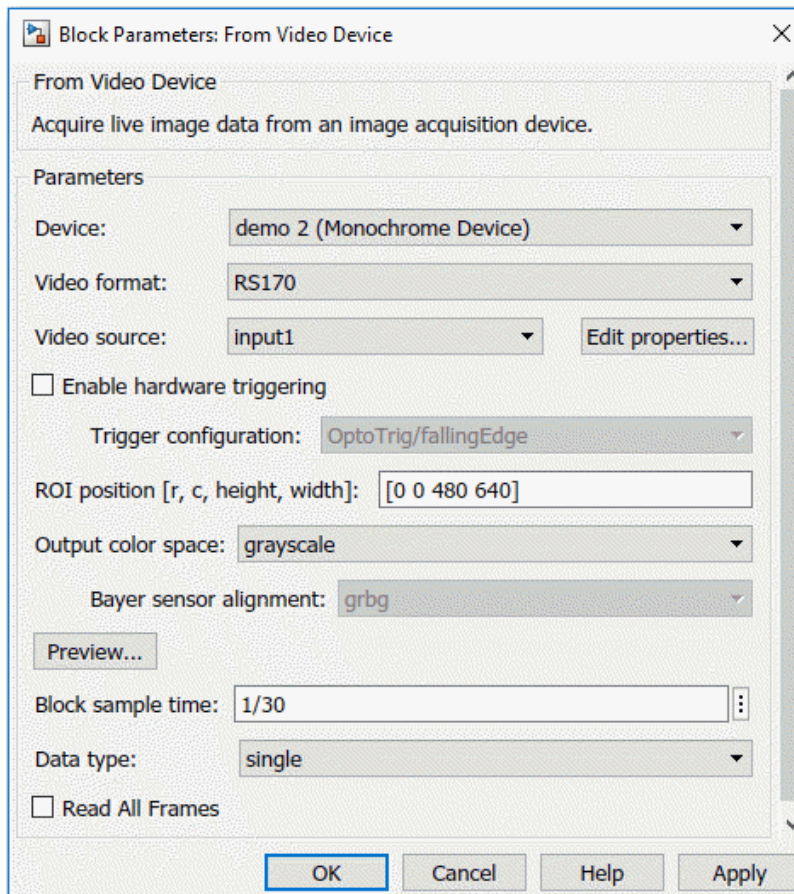 Block Parameters: From Video Device
From Video Device
Acquire live image data from an image acquisition device.
Parameters
Device: demo 2 (Monochrome Device)
Video format: RS170
Video source: input1 Edit properties...
Enable hardware triggering
Trigger configuration: OptoTrig/fallingEdge
ROI position [r, c, height, width]: [0 0 480 640]
Output color space: grayscale
Bayer sensor alignment: grbg
Preview...
Block sample time: 1/30
Data type: single
Read All Frames
OK Cancel Help Apply